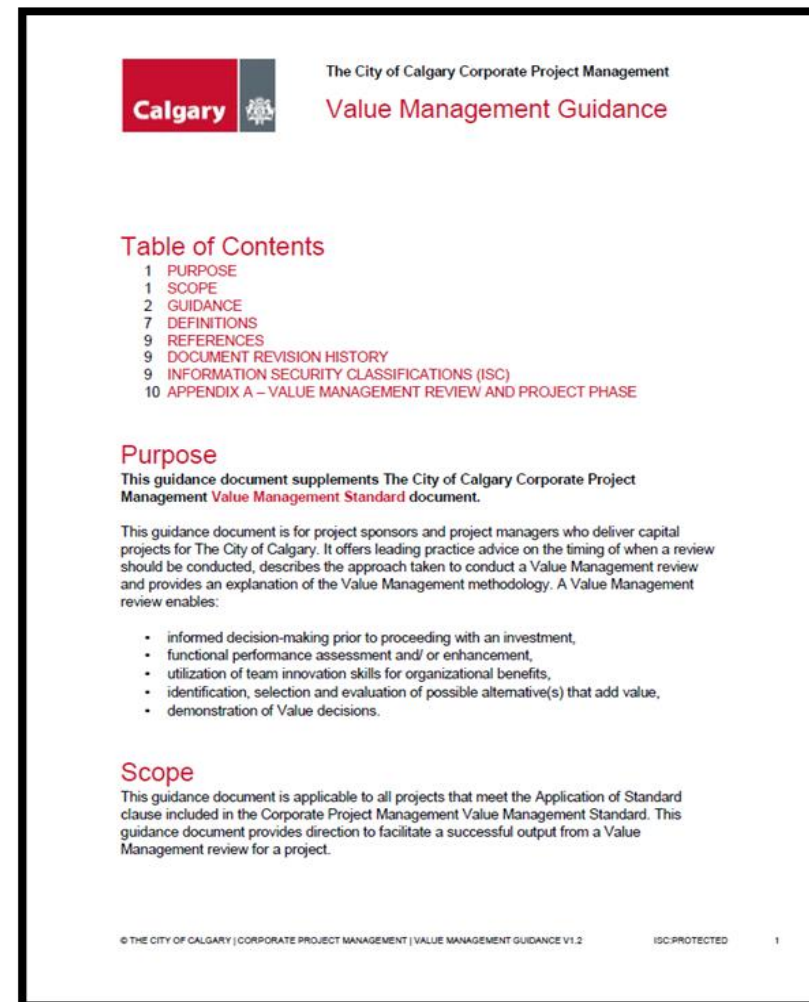 The City of Calgary Corporate Project Management
Calgary
Value Management Guidance
Table of Contents
1 PURPOSE
1 SCOPE
2 GUIDANCE
7 DEFINITIONS
9 REFERENCES
9 DOCUMENT REVISION HISTORY
9 INFORMATION SECURITY CLASSIFICATIONS (ISC)
10 APPENDIX A – VALUE MANAGEMENT REVIEW AND PROJECT PHASE
Purpose
This guidance document supplements The City of Calgary Corporate Project
Management Value Management Standard document.
This guidance document is for project sponsors and project managers who deliver capital
projects for The City of Calgary. It offers leading practice advice on the timing of when a review
should be conducted, describes the approach taken to conduct a Value Management review
and provides an explanation of the Value Management methodology. A Value Management
review enables:
• informed decision-making prior to proceeding with an investment,
• functional performance assessment and/ or enhancement,
• utilization of team innovation skills for organizational benefits,
• identification, selection and evaluation of possible alternative(s) that add value,
• demonstration of Value decisions.
Scope
This guidance document is applicable to all projects that meet the Application of Standard
clause included in the Corporate Project Management Value Management Standard. This
guidance document provides direction to facilitate a successful output from a Value
Management review for a project.
© THE CITY OF CALGARY | CORPORATE PROJECT MANAGEMENT | VALUE MANAGEMENT GUIDANCE V1.2 ISC:PROTECTED 1